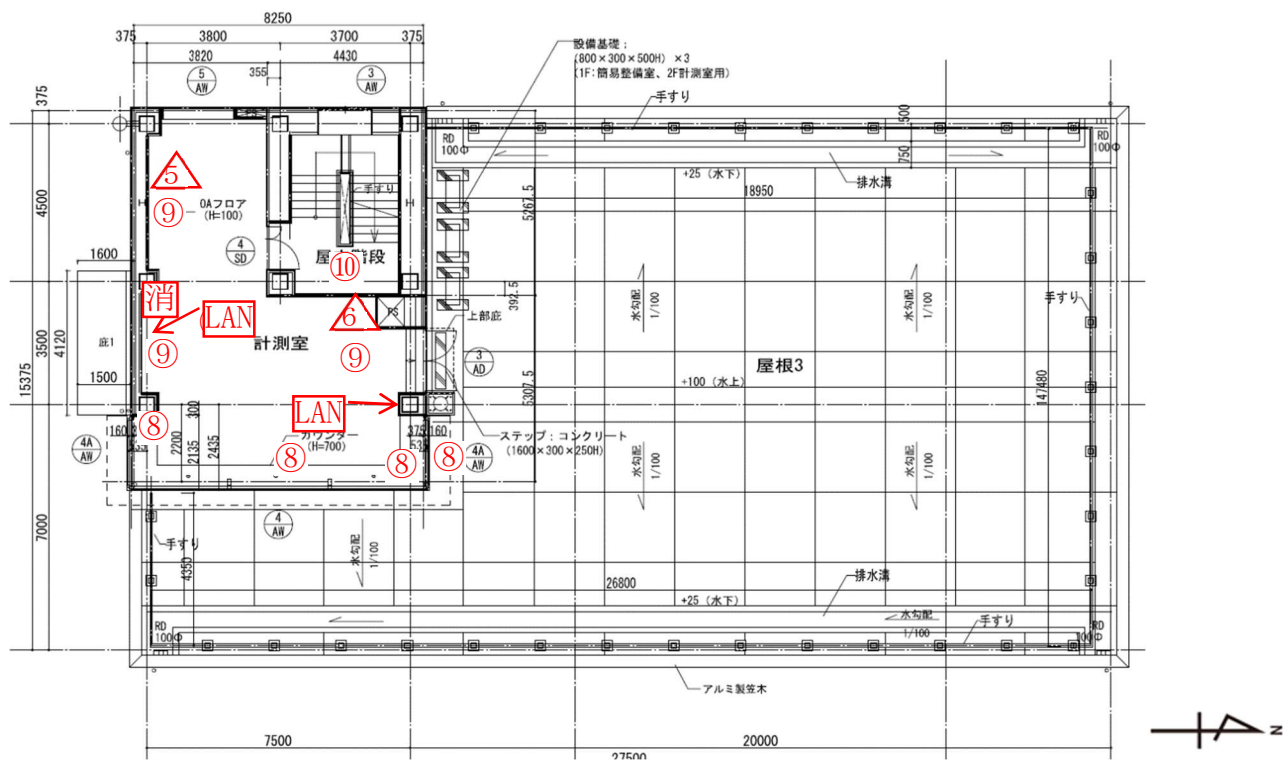 8250
375
3800
3700
375
3820
4430
355
5
AW
3
AW
設備基礎:
(800×300×500H) ×3
(1F:簡易整備室、2F計測室用)
手すり
375
500
RD
100Φ
RD
100Φ
750
+25 (水下)
18950
排水溝
5
⑨
OAフロア
(H=100)
H
H
手すり
4500
5267.5
4
SD
屋
階段
⑩
1600
392.5
消
LAN
6
PS
上部庇
水勾配
1/100
水勾配
1/100
手すり
3500
4120
15375
庇1
⑨
計測室
⑨
3
AD
屋根3
1500
+100 (水上)
5307.5
147480
LAN
300
160
⑧
2200
2135
2435
カウンター
(H=700)
⑧
⑧
⑧
375
160
53
4A
AW
4A
AW
ステップ:コンクリート
(1600×300×250H)
水勾配
1/100
水勾配
1/100
4
AW
7000
手すり
4350
水勾配
1/100
26800
排水溝
+25 (水下)
水勾配
1/100
手すり
RD
100Φ
RD
100Φ
アルミ製笠木
7500
20000
27500
N